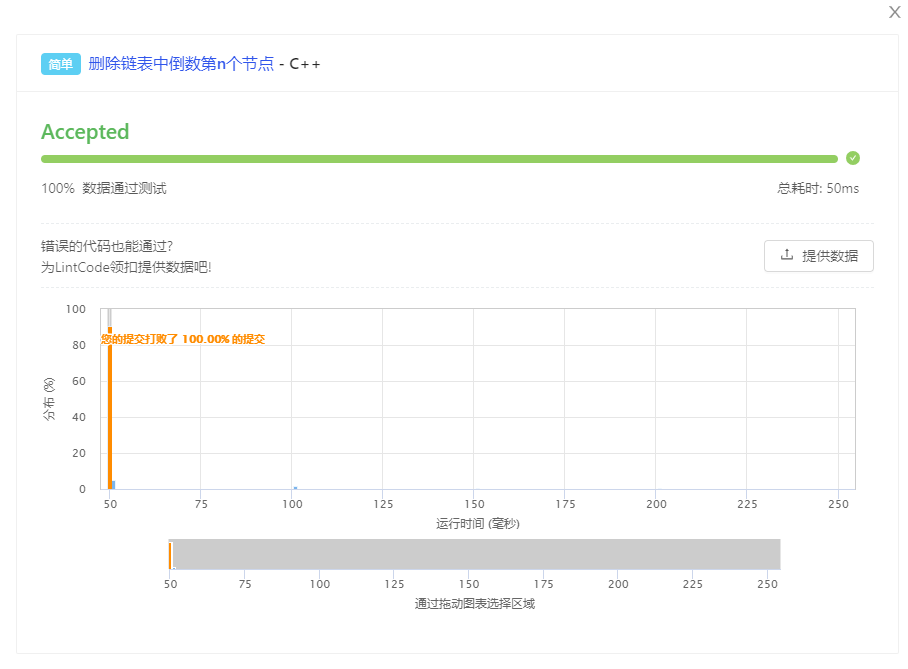 X
简单 删除链表中倒数第n个节点 - C++
Accepted
100% 数据通过测试 总耗时: 50ms
错误的代码也能通过?
为LintCode领扣提供数据吧!
提供数据
您的提交打败了 100.00% 的提交
分布 (%)
100
80
60
40
20
0
50 75 100 125 150 175 200 225 250
运行时间 (毫秒)
50 75 100 125 150 175 200 225 250
通过拖动图表选择区域